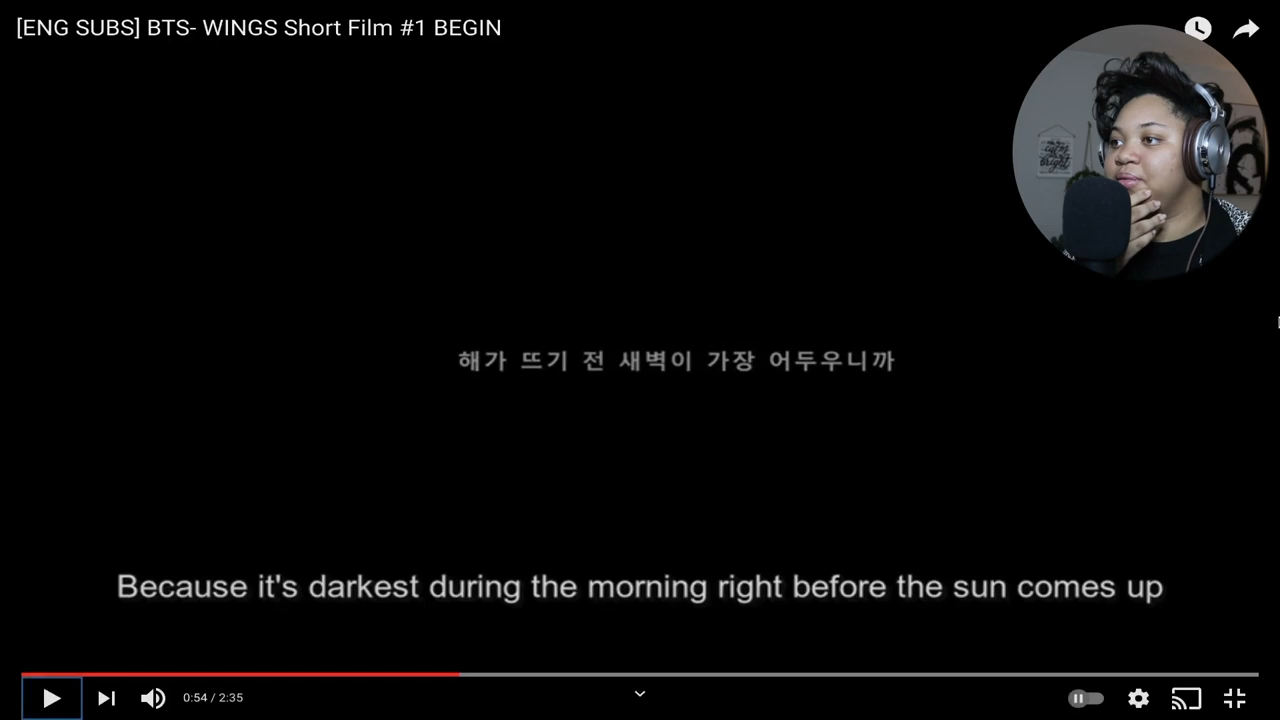 [ENG SUBS] BTS- WINGS Short Film #1 BEGIN
해가 뜨기 전 새벽이 가장 어두우니까
Because it's darkest during the morning right before the sun comes up
0:54 / 2:35